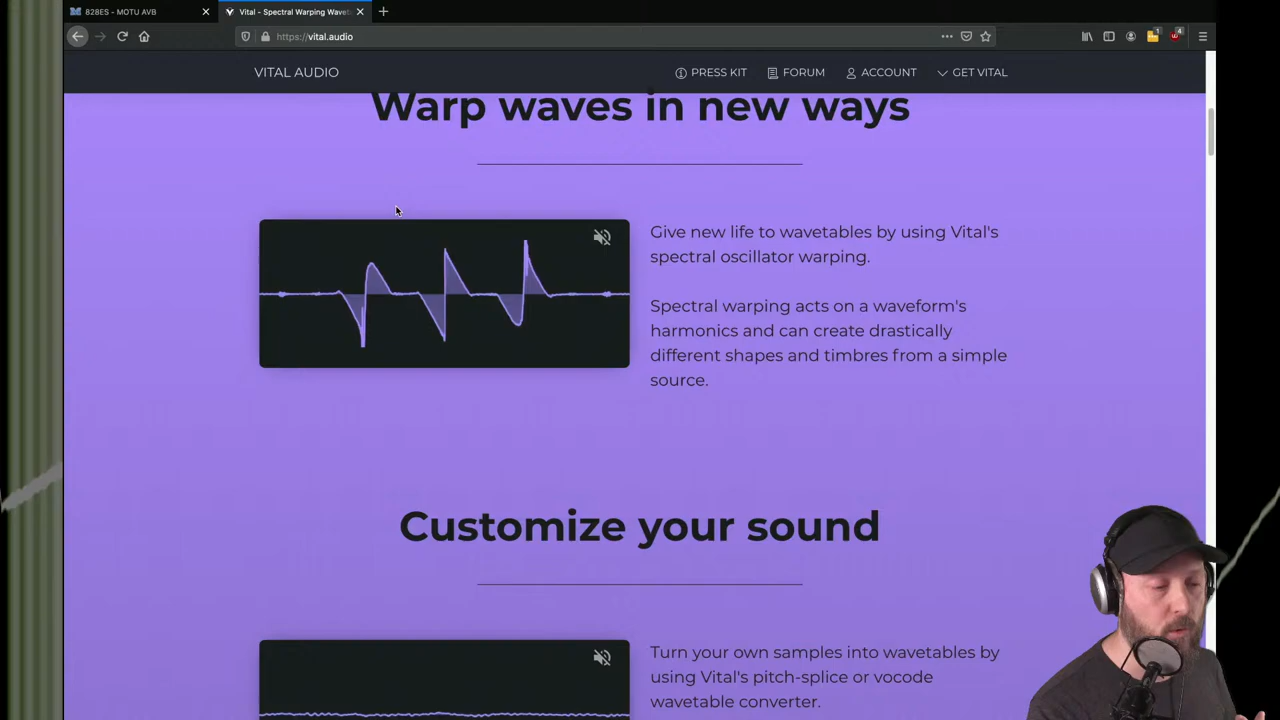 828ES - MOTU AVB
Vital - Spectral Warping Wavet
https://vital.audio
1
4
VITAL AUDIO
PRESS KIT
FORUM
ACCOUNT
GET VITAL
Warp waves in new ways
Give new life to wavetables by using Vital's
spectral oscillator warping.
Spectral warping acts on a waveform's
harmonics and can create drastically
different shapes and timbres from a simple
source.
Customize your sound
Turn your own samples into wavetables by
using Vital's pitch-splice or vocode
wavetable converter.